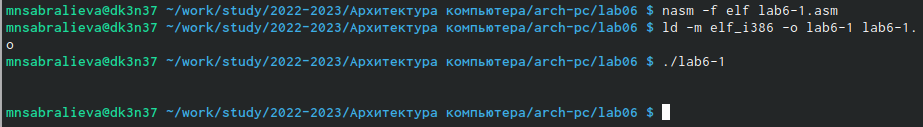 mnsabralieva@dk3n37 ~/work/study/2022-2023/Архитектура компьютера/arch-pc/lab06 $ nasm -f elf lab6-1.asm
mnsabralieva@dk3n37 ~/work/study/2022-2023/Архитектура компьютера/arch-pc/lab06 $ ld -m elf_i386 -o lab6-1 lab6-1.
o
mnsabralieva@dk3n37 ~/work/study/2022-2023/Архитектура компьютера/arch-pc/lab06 $ ./lab6-1
mnsabralieva@dk3n37 ~/work/study/2022-2023/Архитектура компьютера/arch-pc/lab06 $